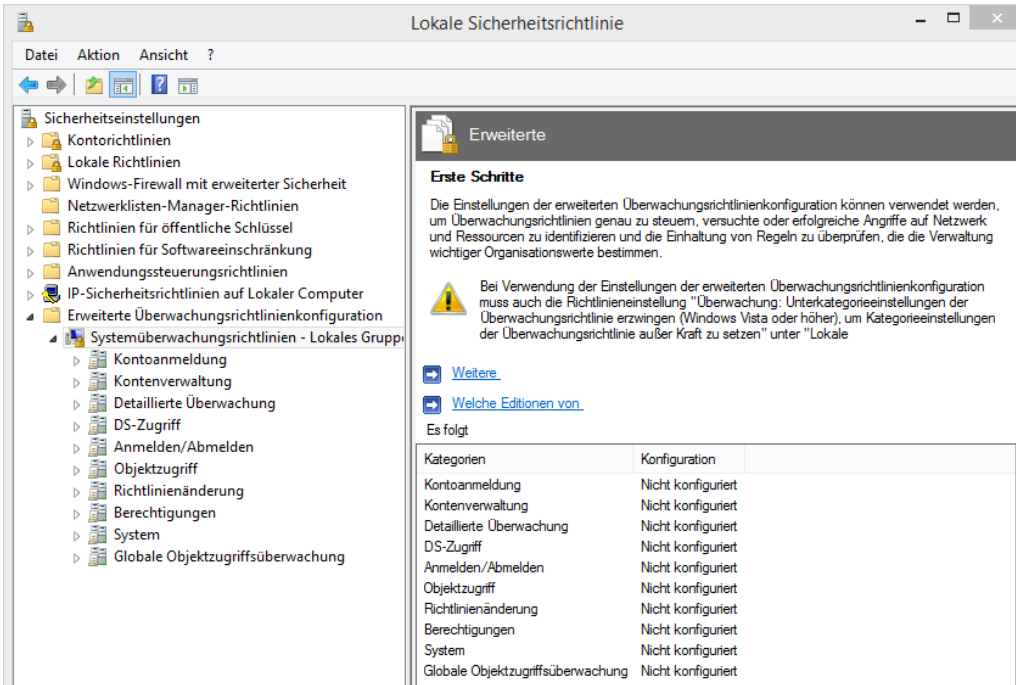 Lokale Sicherheitsrichtlinie
Datei Aktion Ansicht ?
Sicherheitseinstellungen
Kontorichtlinien
Lokale Richtlinien
Windows-Firewall mit erweiterter Sicherheit
Netzwerklisten-Manager-Richtlinien
Richtlinien für öffentliche Schlüssel
Richtlinien für Softwareeinschränkung
Anwendungssteuerungsrichtlinien
IP-Sicherheitsrichtlinien auf Lokaler Computer
Erweiterte Überwachungsrichtlinienkonfiguration
Systemüberwachungsrichtlinien - Lokales Gruppe
Kontoanmeldung
Kontenverwaltung
Detaillierte Überwachung
DS-Zugriff
Anmelden/Abmelden
Objektzugriff
Richtlinienänderung
Berechtigungen
System
Globale Objektzugriffsüberwachung
Erweiterte
Erste Schritte
Die Einstellungen der erweiterten Überwachungsrichtlinienkonfiguration können verwendet werden,
um Überwachungsrichtlinien genau zu steuern, versuchte oder erfolgreiche Angriffe auf Netzwerk
und Ressourcen zu identifizieren und die Einhaltung von Regeln zu überprüfen, die die Verwaltung
wichtiger Organisationswerte bestimmen.
Bei Verwendung der Einstellungen der erweiterten Überwachungsrichtlinienkonfiguration
muss auch die Richtlinieneinstellung "Überwachung: Unterkategorieeinstellungen der
Überwachungsrichtlinie erzwingen (Windows Vista oder höher), um Kategorieeinstellungen
der Überwachungsrichtlinie außer Kraft zu setzen" unter "Lokale
Weitere
Welche Editionen von
Es folgt
Kategorien Konfiguration
Kontoanmeldung Nicht konfiguriert
Kontenverwaltung Nicht konfiguriert
Detaillierte Überwachung Nicht konfiguriert
DS-Zugriff Nicht konfiguriert
Anmelden/Abmelden Nicht konfiguriert
Objektzugriff Nicht konfiguriert
Richtlinienänderung Nicht konfiguriert
Berechtigungen Nicht konfiguriert
System Nicht konfiguriert
Globale Objektzugriffsüberwachung Nicht konfiguriert